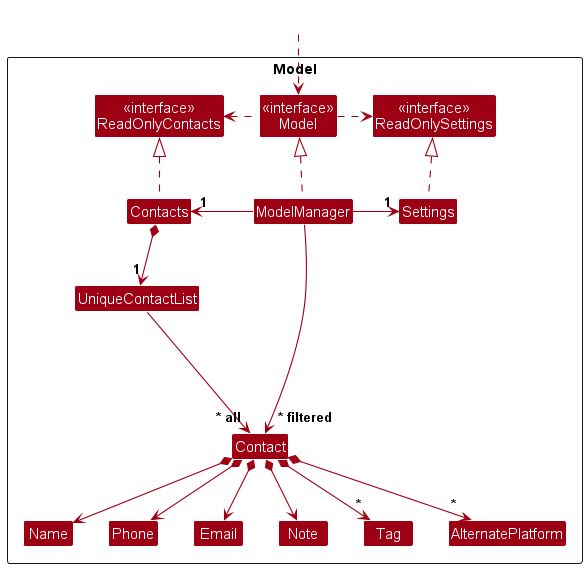 Model
«interface»
ReadOnlyContacts
«interface»
Model
«interface»
ReadOnlySettings
Contacts
1
ModelManager
1
Settings
1
UniqueContactList
* all
* filtered
Contact
*
*
Name
Phone
Email
Note
Tag
AlternatePlatform